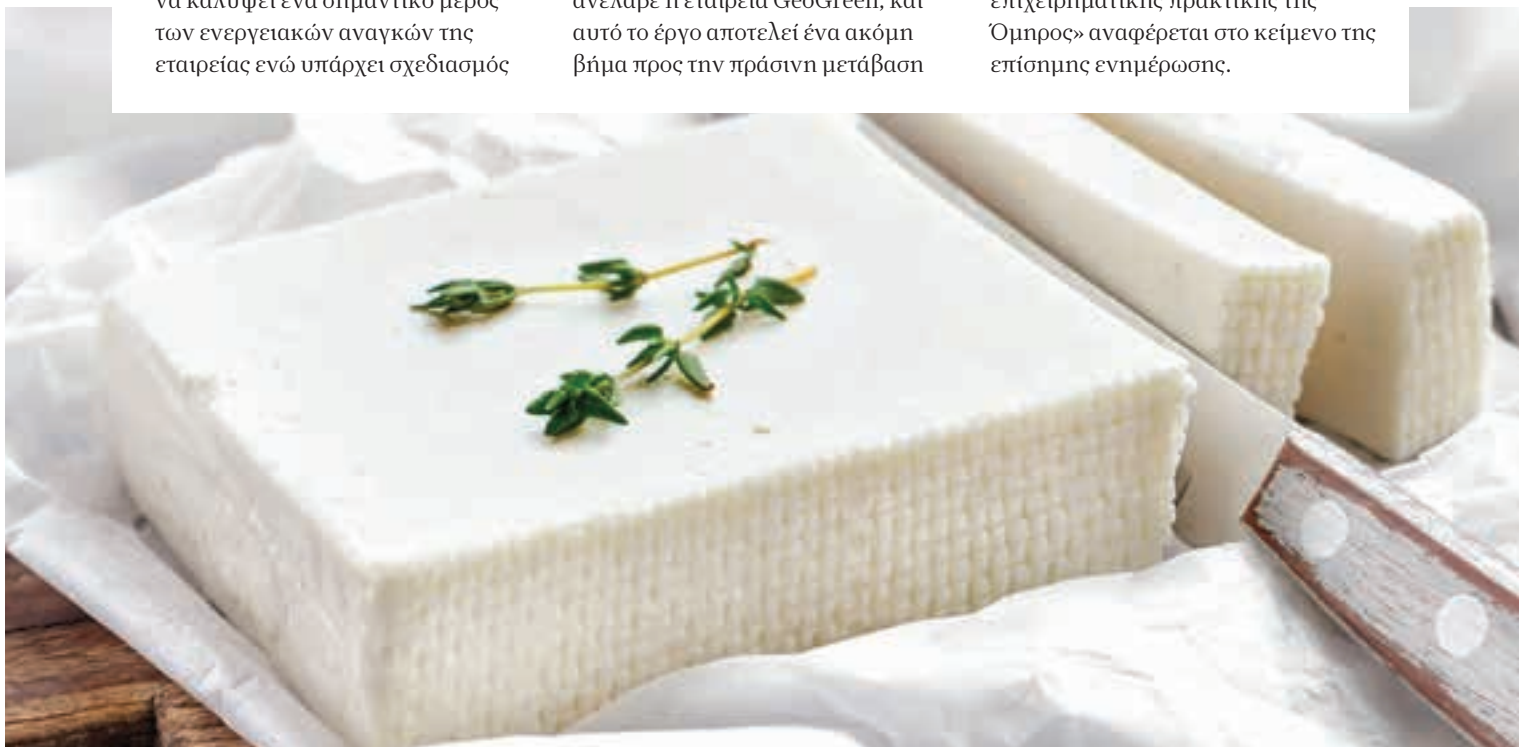 να καλύψει ένα σημαντικό μέρος
των ενεργειακών αναγκών της
εταιρείας ενώ υπάρχει σχεδιασμός
ανέλαβε η εταιρεία GeoGreen, και
αυτό το έργο αποτελεί ένα ακόμη
βήμα προς την πράσινη μετάβαση
επιχειρηματικής πρακτικής της
Όμηρος» αναφέρεται στο κείμενο της
επίσημης ενημέρωσης.